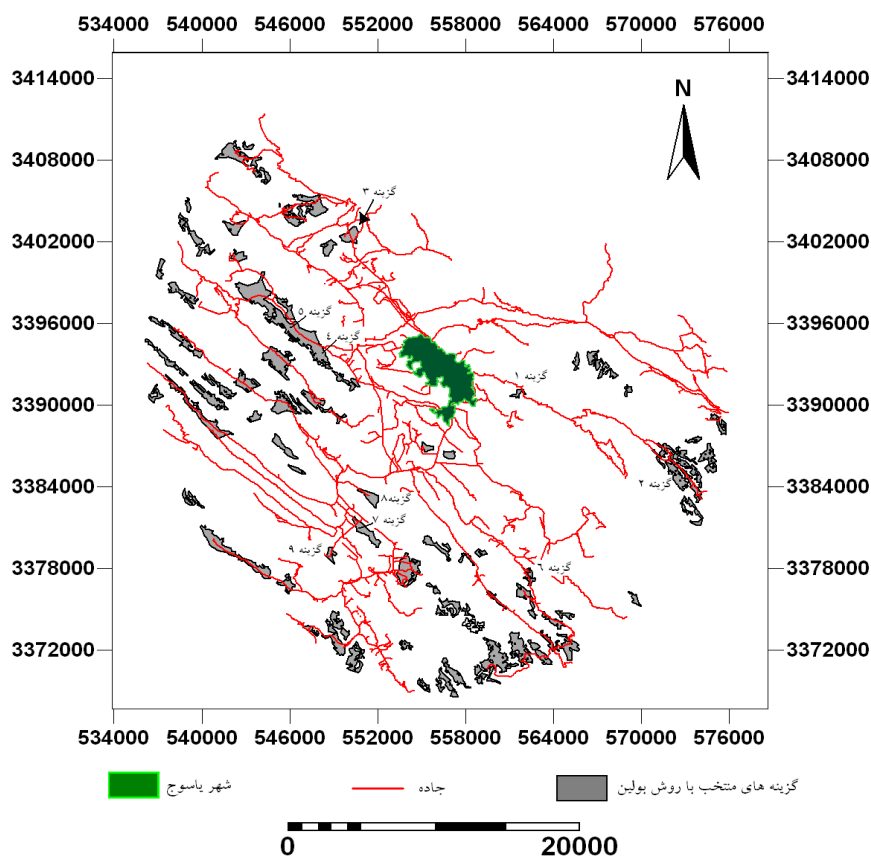 534000 540000 546000 552000 558000 564000 570000 576000
3414000 3414000
N
3408000 3408000
گزینه ۳
3402000 3402000
3396000 3396000
گزینه ۵
گزینه ۴
گزینه ۱
3390000 3390000
گزینه ۲
3384000 3384000
گزینه۸
گزینه ۷
گزینه ۹
گزینه ۶
3378000 3378000
3372000 3372000
534000 540000 546000 552000 558000 564000 570000 576000
شهر یاسوج
جاده
گزینه های منتخب با روش بولین
0 20000